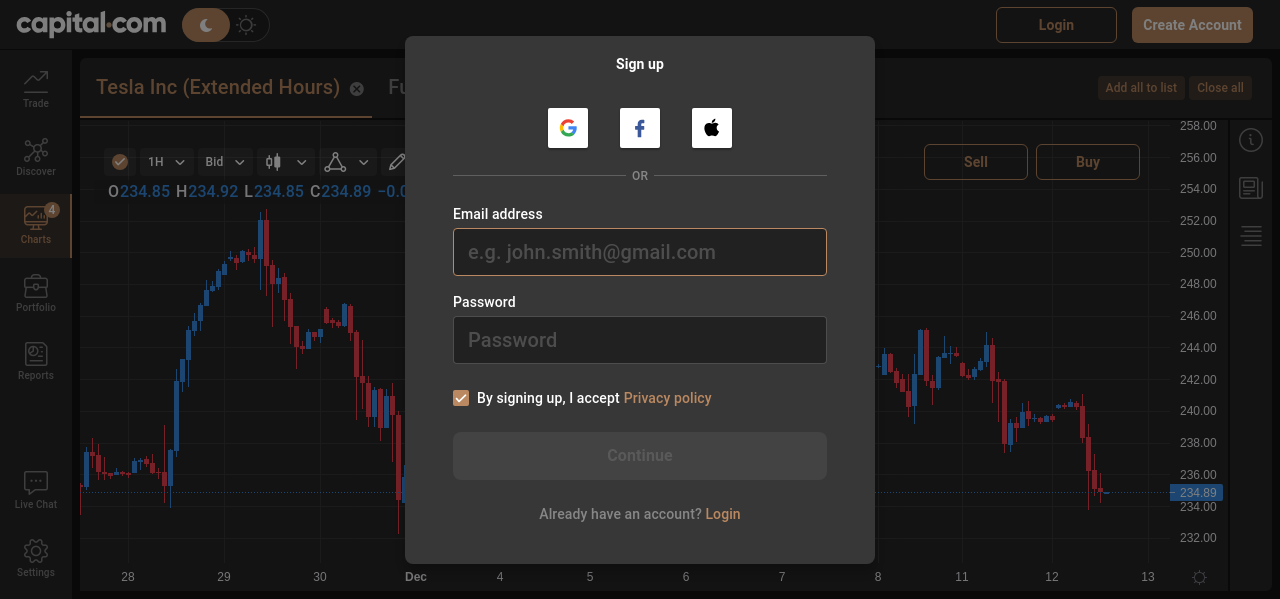 capital.com
Login
Create Account
Sign up
Tesla Inc (Extended Hours)
Fu
Add all to list
Close all
Trade
Discover
4
Charts
Portfolio
Reports
Live Chat
Settings
1H
Bid
Sell
Buy
O234.85 H234.92 L234.85 C234.89 −0.0
OR
Email address
e.g. john.smith@gmail.com
Password
Password
By signing up, I accept Privacy policy
Continue
Already have an account? Login
258.00
256.00
254.00
252.00
250.00
248.00
246.00
244.00
242.00
240.00
238.00
236.00
234.89
234.00
232.00
28 29 30 Dec 4 5 6 7 8 11 12 13